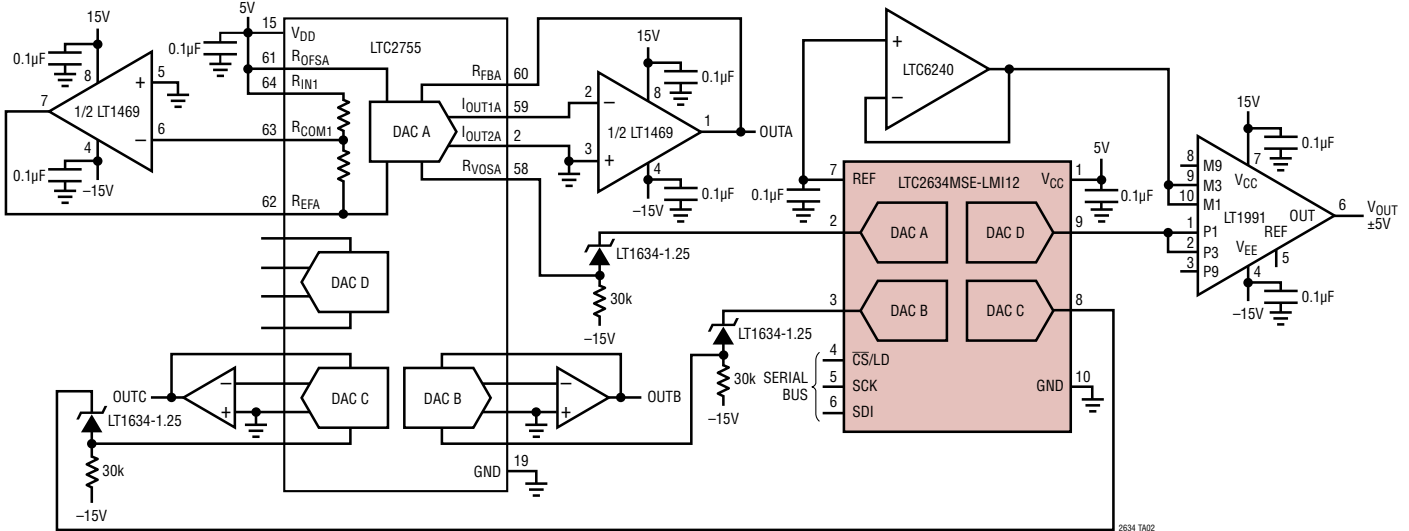 5V
15V
15
V_DD
LTC2755
0.1µF
0.1µF
61
R_OFSA
64
R_IN1
8
5
+
7
1/2 LT1469
6
–
4
0.1µF
–15V
63
R_COM1
62
R_EFA
DAC A
R_FBA
60
I_OUT1A
59
I_OUT2A
2
R_VOSA
58
15V
0.1µF
2
–
8
1/2 LT1469
1
OUTA
3
+
4
0.1µF
–15V
DAC D
LT1634-1.25
30k
–15V
OUTC
–
+
DAC C
DAC B
–
+
OUTB
LT1634-1.25
30k
–15V
GND
19
LT1634-1.25
30k
–15V
+
LTC6240
–
0.1µF
7
REF
LTC2634MSE-LMI12
V_CC
1
5V
0.1µF
2
DAC A
DAC D
9
3
DAC B
DAC C
8
SERIAL
BUS
4
CS/LD
5
SCK
6
SDI
GND
10
15V
0.1µF
8
M9
9
M3
10
M1
7
V_CC
LT1991
OUT
6
V_OUT
±5V
1
P1
2
P3
3
P9
REF
5
V_EE
4
0.1µF
–15V
2634 TA02